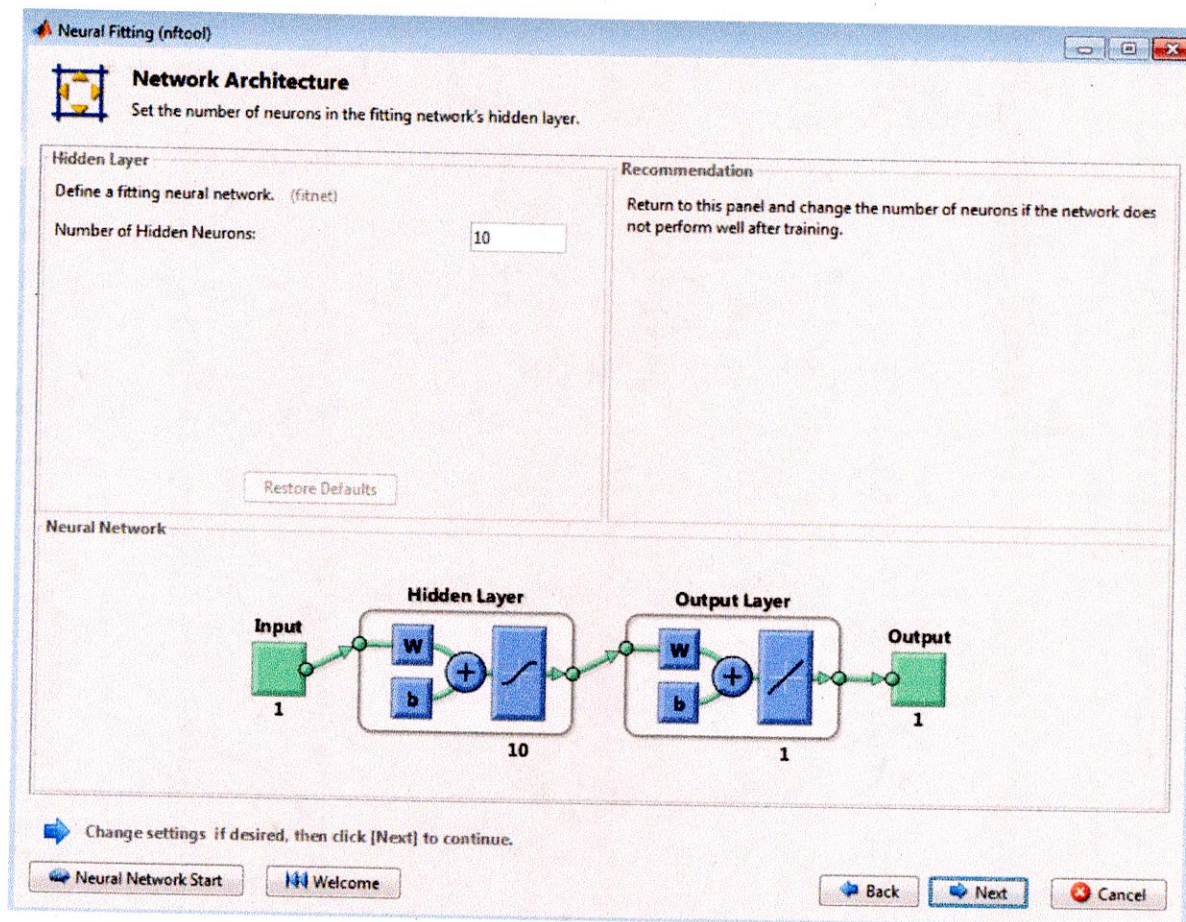 Neural Fitting (nftool)
Network Architecture
Set the number of neurons in the fitting network's hidden layer.
Hidden Layer
Define a fitting neural network. (fitnet)
Number of Hidden Neurons:
10
Restore Defaults
Recommendation
Return to this panel and change the number of neurons if the network does
not perform well after training.
Neural Network
Hidden Layer
Output Layer
Input
Output
W
W
b
b
+
+
1
10
1
1
Change settings if desired, then click [Next] to continue.
Neural Network Start
Welcome
Back
Next
Cancel